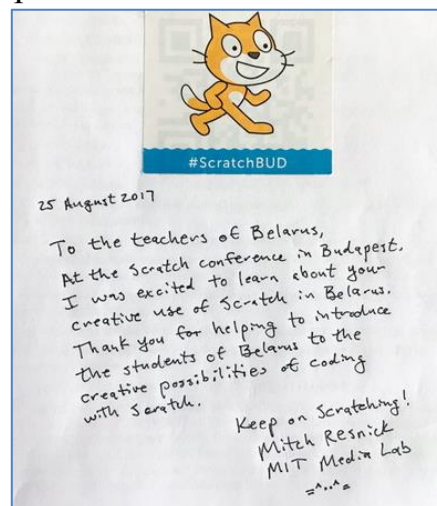 #ScratchBUD
25 August 2017
To the teachers of Belarus,
At the Scratch conference in Budapest,
I was excited to learn about your
creative use of Scratch in Belarus.
Thank you for helping to introduce
the students of Belarus to the
creative possibilities of coding
with Scratch.
Keep on Scratching!
Mitch Resnick
MIT Media Lab
=^..^=